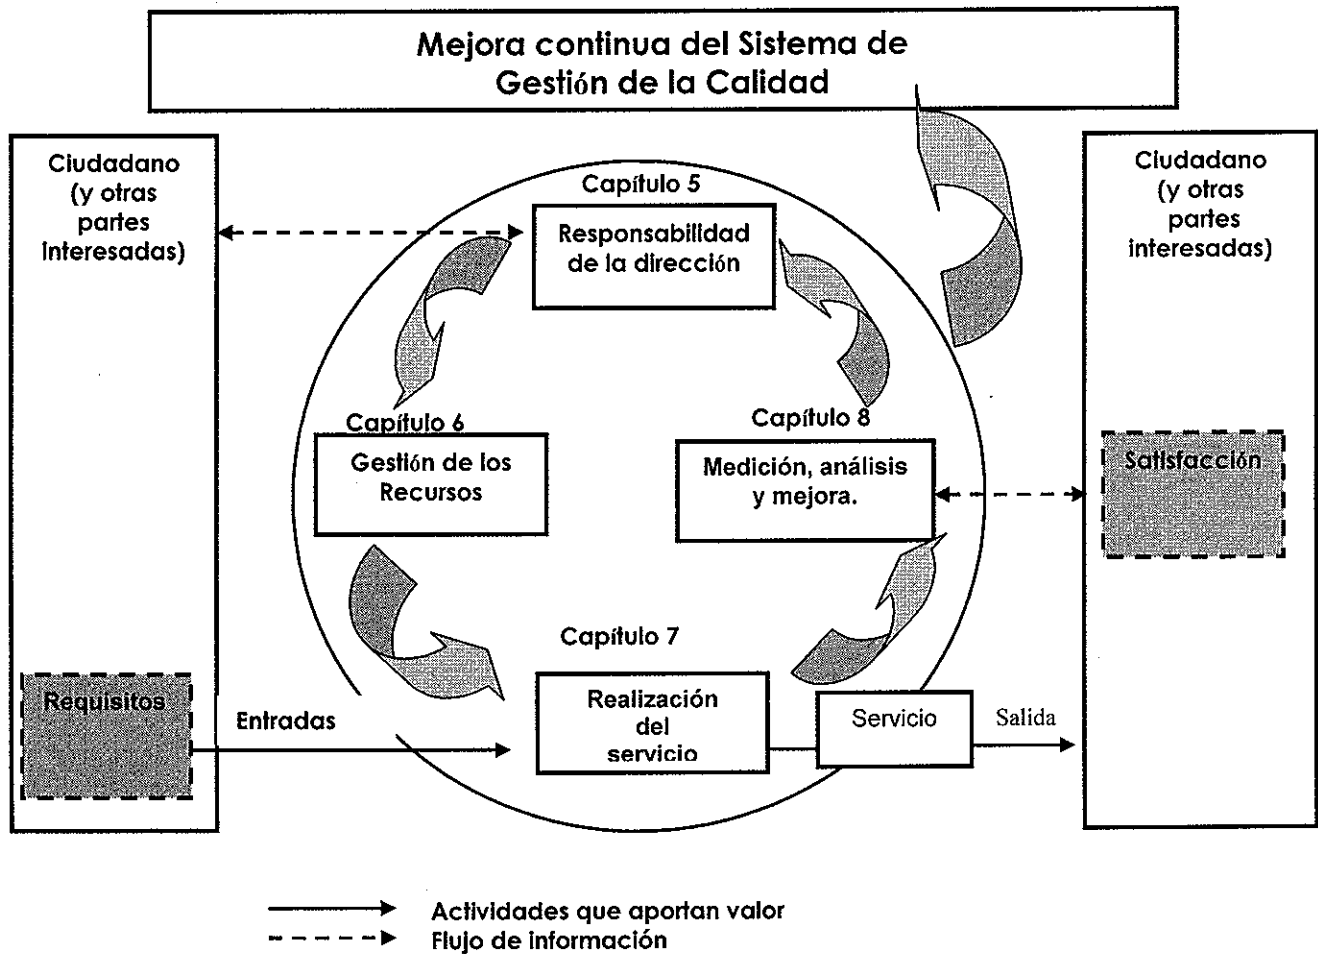 Mejora continua del Sistema de
Gestión de la Calidad
Ciudadano
(y otras
partes
interesadas)
Capítulo 5
Responsabilidad
de la dirección
Ciudadano
(y otras
partes
interesadas)
Capítulo 6
Gestión de los
Recursos
Capítulo 8
Medición, análisis
y mejora.
Satisfacción
Capítulo 7
Realización
del
servicio
Requisitos
Entradas
Servicio
Salida
Actividades que aportan valor
Flujo de información